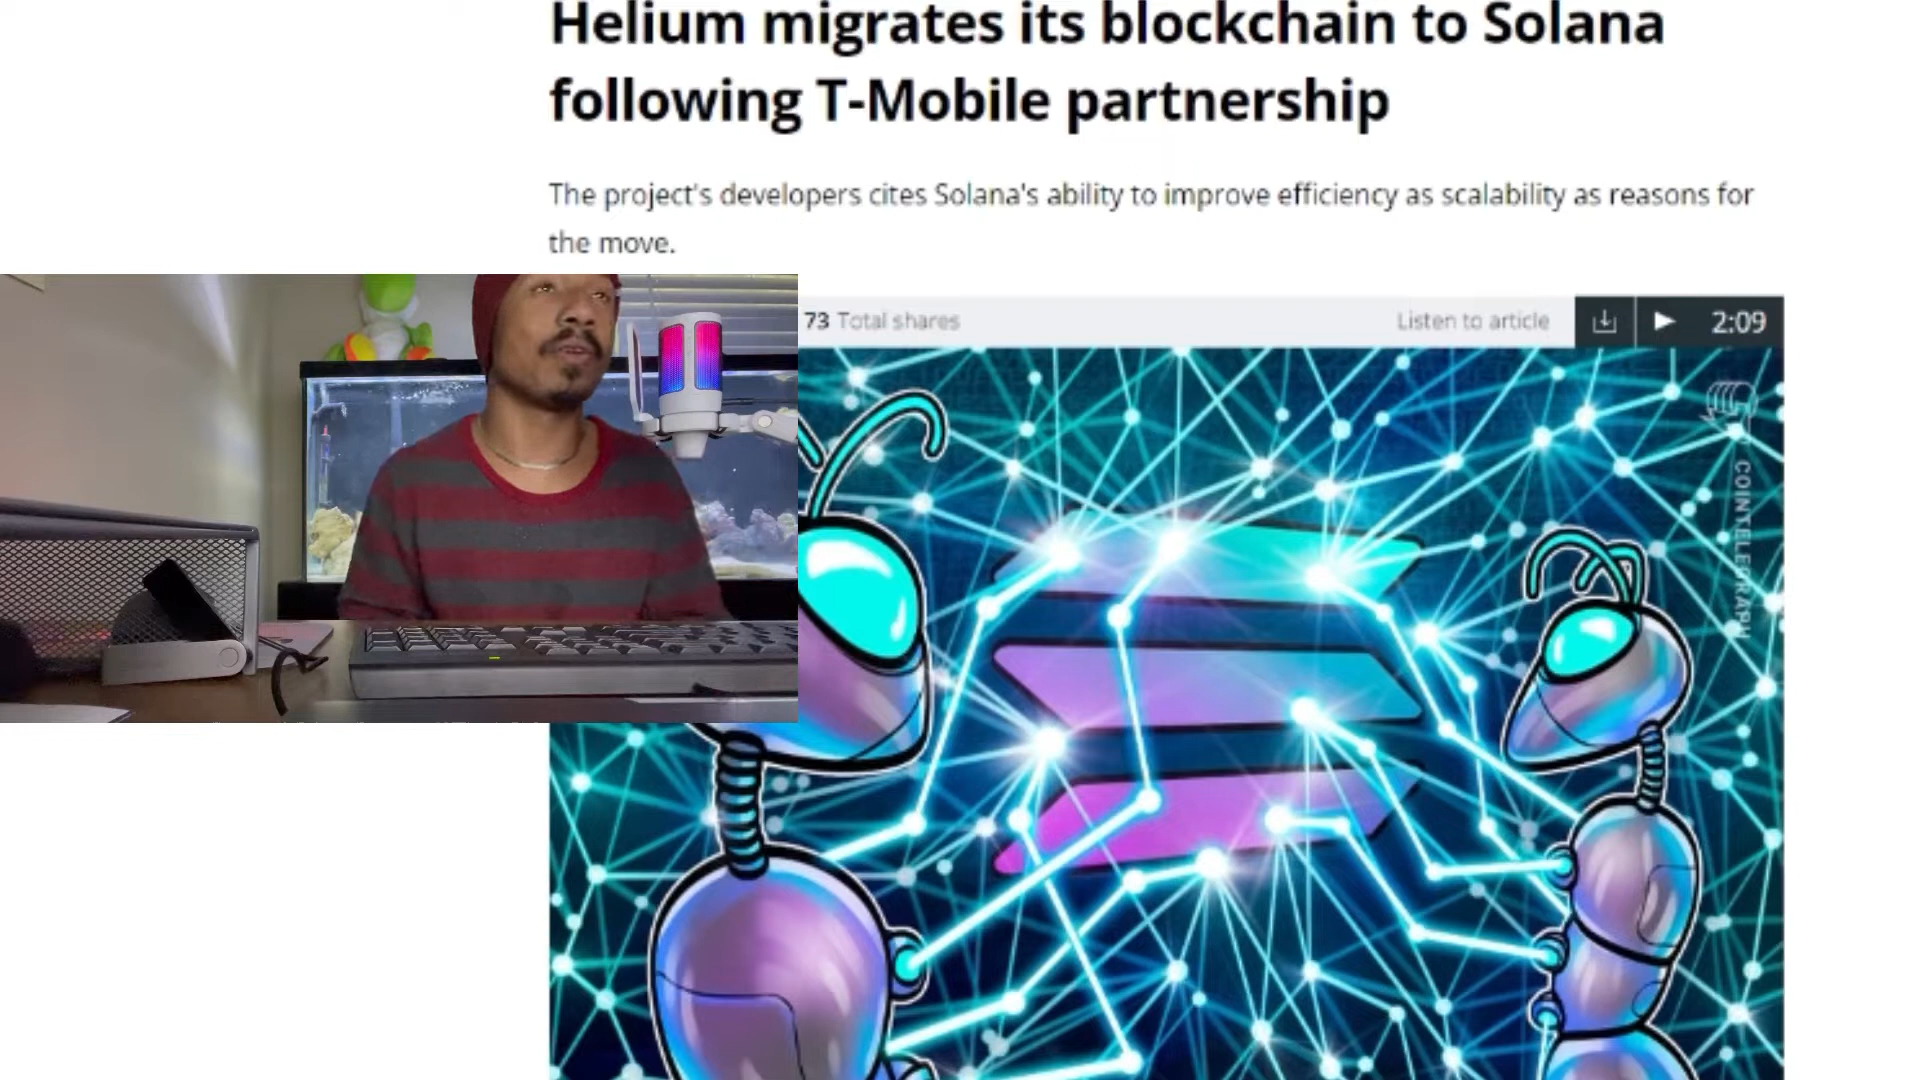 Helium migrates its blockchain to Solana
following T-Mobile partnership
The project's developers cites Solana's ability to improve efficiency as scalability as reasons for
the move.
73 Total shares
Listen to article
2:09
COINTELEGRAPH